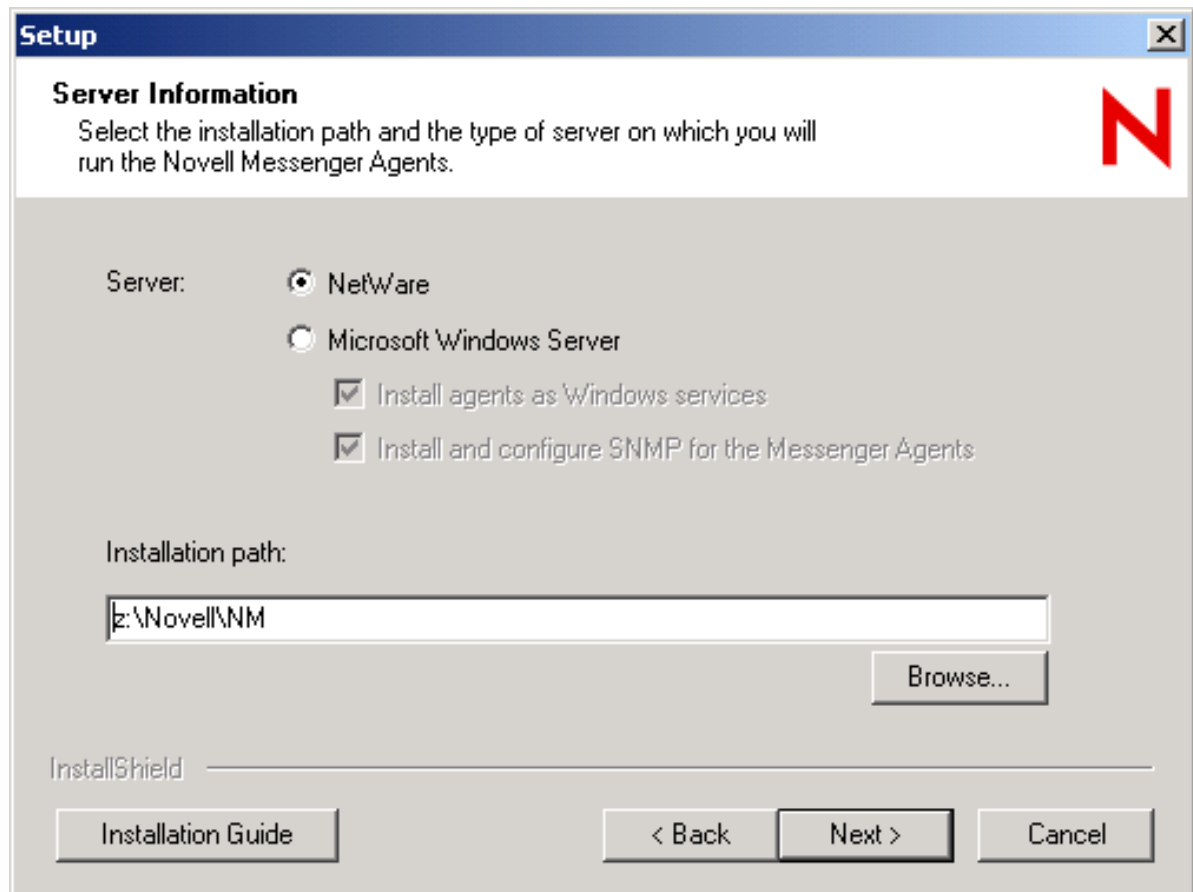 Setup
Server Information
Select the installation path and the type of server on which you will
run the Novell Messenger Agents.
N
Server:
NetWare
Microsoft Windows Server
Install agents as Windows services
Install and configure SNMP for the Messenger Agents
Installation path:
z:\Novell\NM
Browse...
InstallShield
Installation Guide
< Back
Next >
Cancel